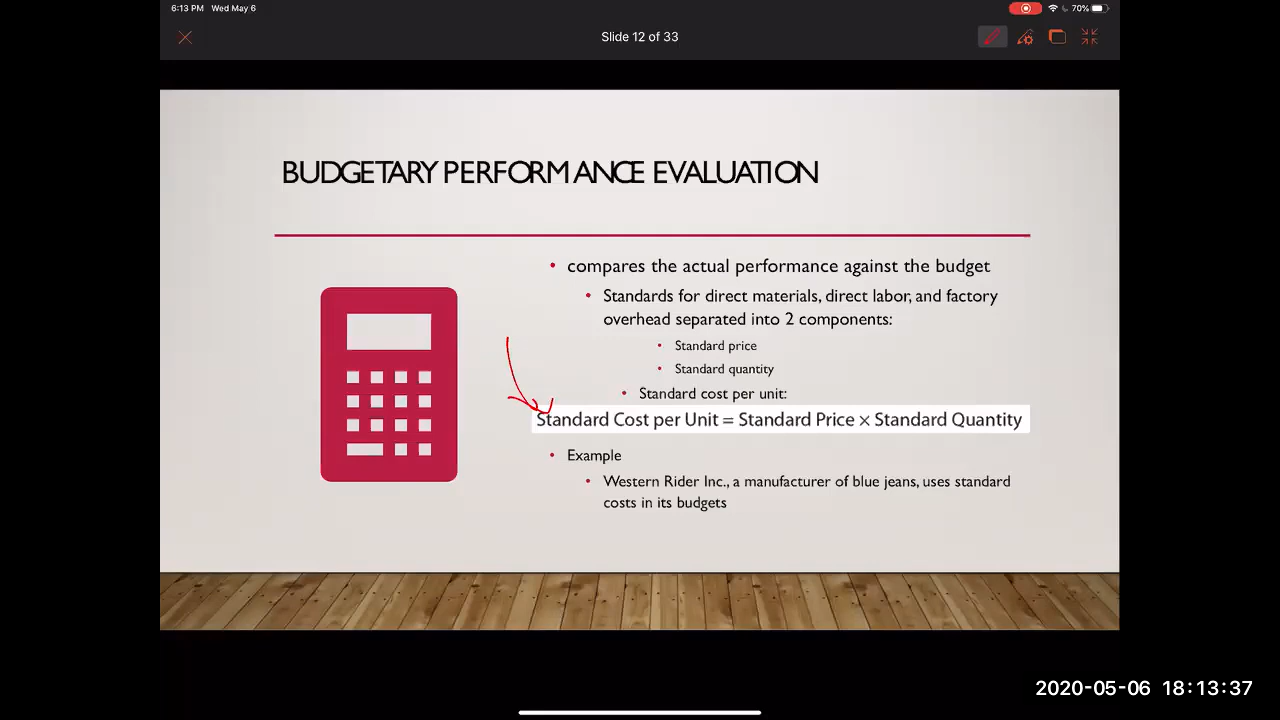 6:13 PM Wed May 6
70%
Slide 12 of 33
BUDGETARY PERFORMANCE EVALUATION
• compares the actual performance against the budget
• Standards for direct materials, direct labor, and factory
overhead separated into 2 components:
• Standard price
• Standard quantity
• Standard cost per unit:
Standard Cost per Unit = Standard Price × Standard Quantity
• Example
• Western Rider Inc., a manufacturer of blue jeans, uses standard
costs in its budgets
2020-05-06 18:13:37